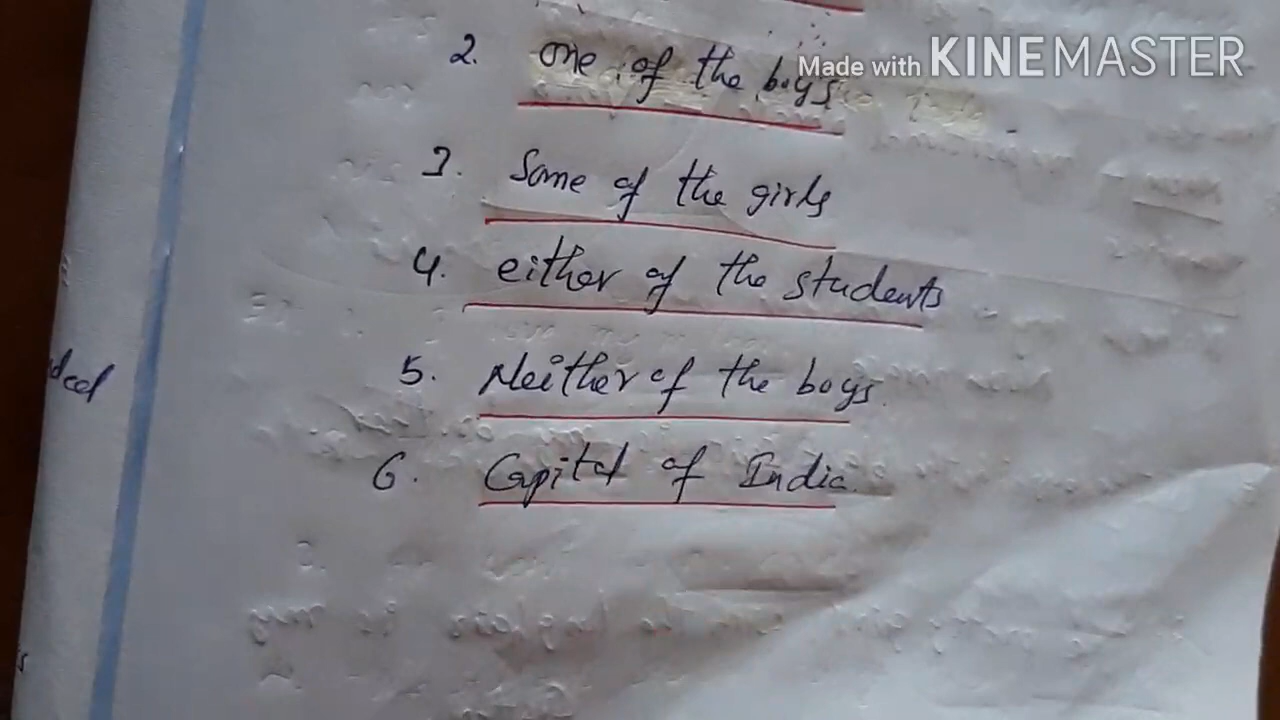 2. one of the boys
Made with KINEMASTER
3. Some of the girls
4. either of the students
5. Neither of the boys
6. Capital of India